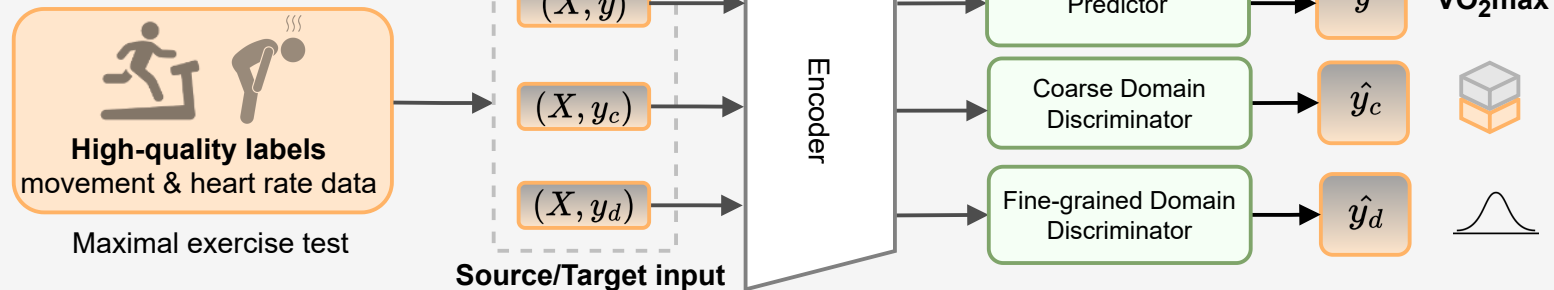 (X, y)
Predictor
y
VO₂max
High-quality labels
movement & heart rate data
(X, y_c)
Encoder
Coarse Domain
Discriminator
ŷ_c
(X, y_d)
Fine-grained Domain
Discriminator
ŷ_d
Maximal exercise test
Source/Target input